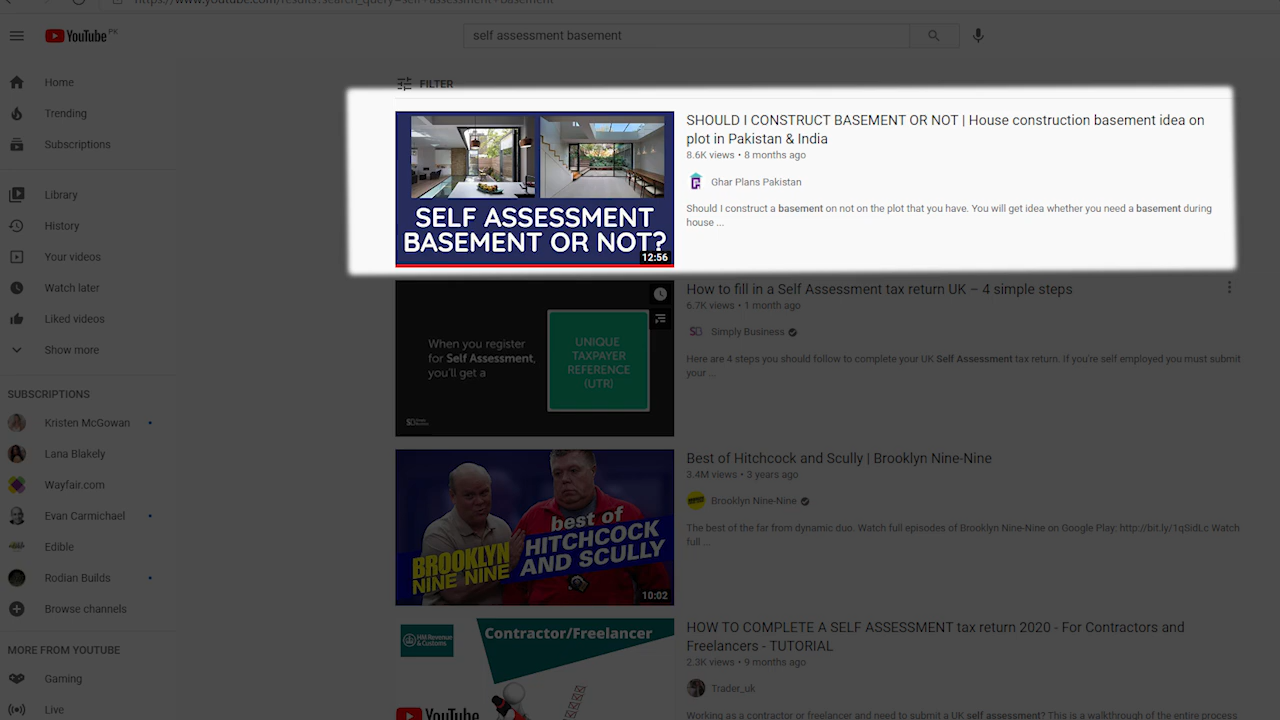 https://www.youtube.com/results?search_query=self+assessment+basement
YouTube PK
self assessment basement
Home
Trending
Subscriptions
Library
History
Your videos
Watch later
Liked videos
Show more
SUBSCRIPTIONS
Kristen McGowan
Lana Blakely
Wayfair.com
Evan Carmichael
Edible
Rodian Builds
Browse channels
MORE FROM YOUTUBE
Gaming
Live
FILTER
SELF ASSESSMENT
BASEMENT OR NOT?
12:56
SHOULD I CONSTRUCT BASEMENT OR NOT | House construction basement idea on
plot in Pakistan & India
8.6K views • 8 months ago
Ghar Plans Pakistan
Should I construct a basement on not on the plot that you have. You will get idea whether you need a basement during
house ...
When you register
for Self Assessment,
you'll get a
UNIQUE
TAXPAYER
REFERENCE
(UTR)
How to fill in a Self Assessment tax return UK – 4 simple steps
6.7K views • 1 month ago
Simply Business
Here are 4 steps you should follow to complete your UK Self Assessment tax return. If you're self employed you must submit
your ...
best of
BROOKLYN
NINE NINE
HITCHCOCK
AND SCULLY
10:02
Best of Hitchcock and Scully | Brooklyn Nine-Nine
3.4M views • 3 years ago
Brooklyn Nine-Nine
The best of the far from dynamic duo. Watch full episodes of Brooklyn Nine-Nine on Google Play: http://bit.ly/1qSidLc Watch
full ...
HM Revenue
& Customs
Contractor/Freelancer
YouTube
HOW TO COMPLETE A SELF ASSESSMENT tax return 2020 - For Contractors and
Freelancers - TUTORIAL
2.3K views • 9 months ago
Trader_uk
Working as a contractor or freelancer and need to submit a UK self assessment? This is a walkthrough of the entire process